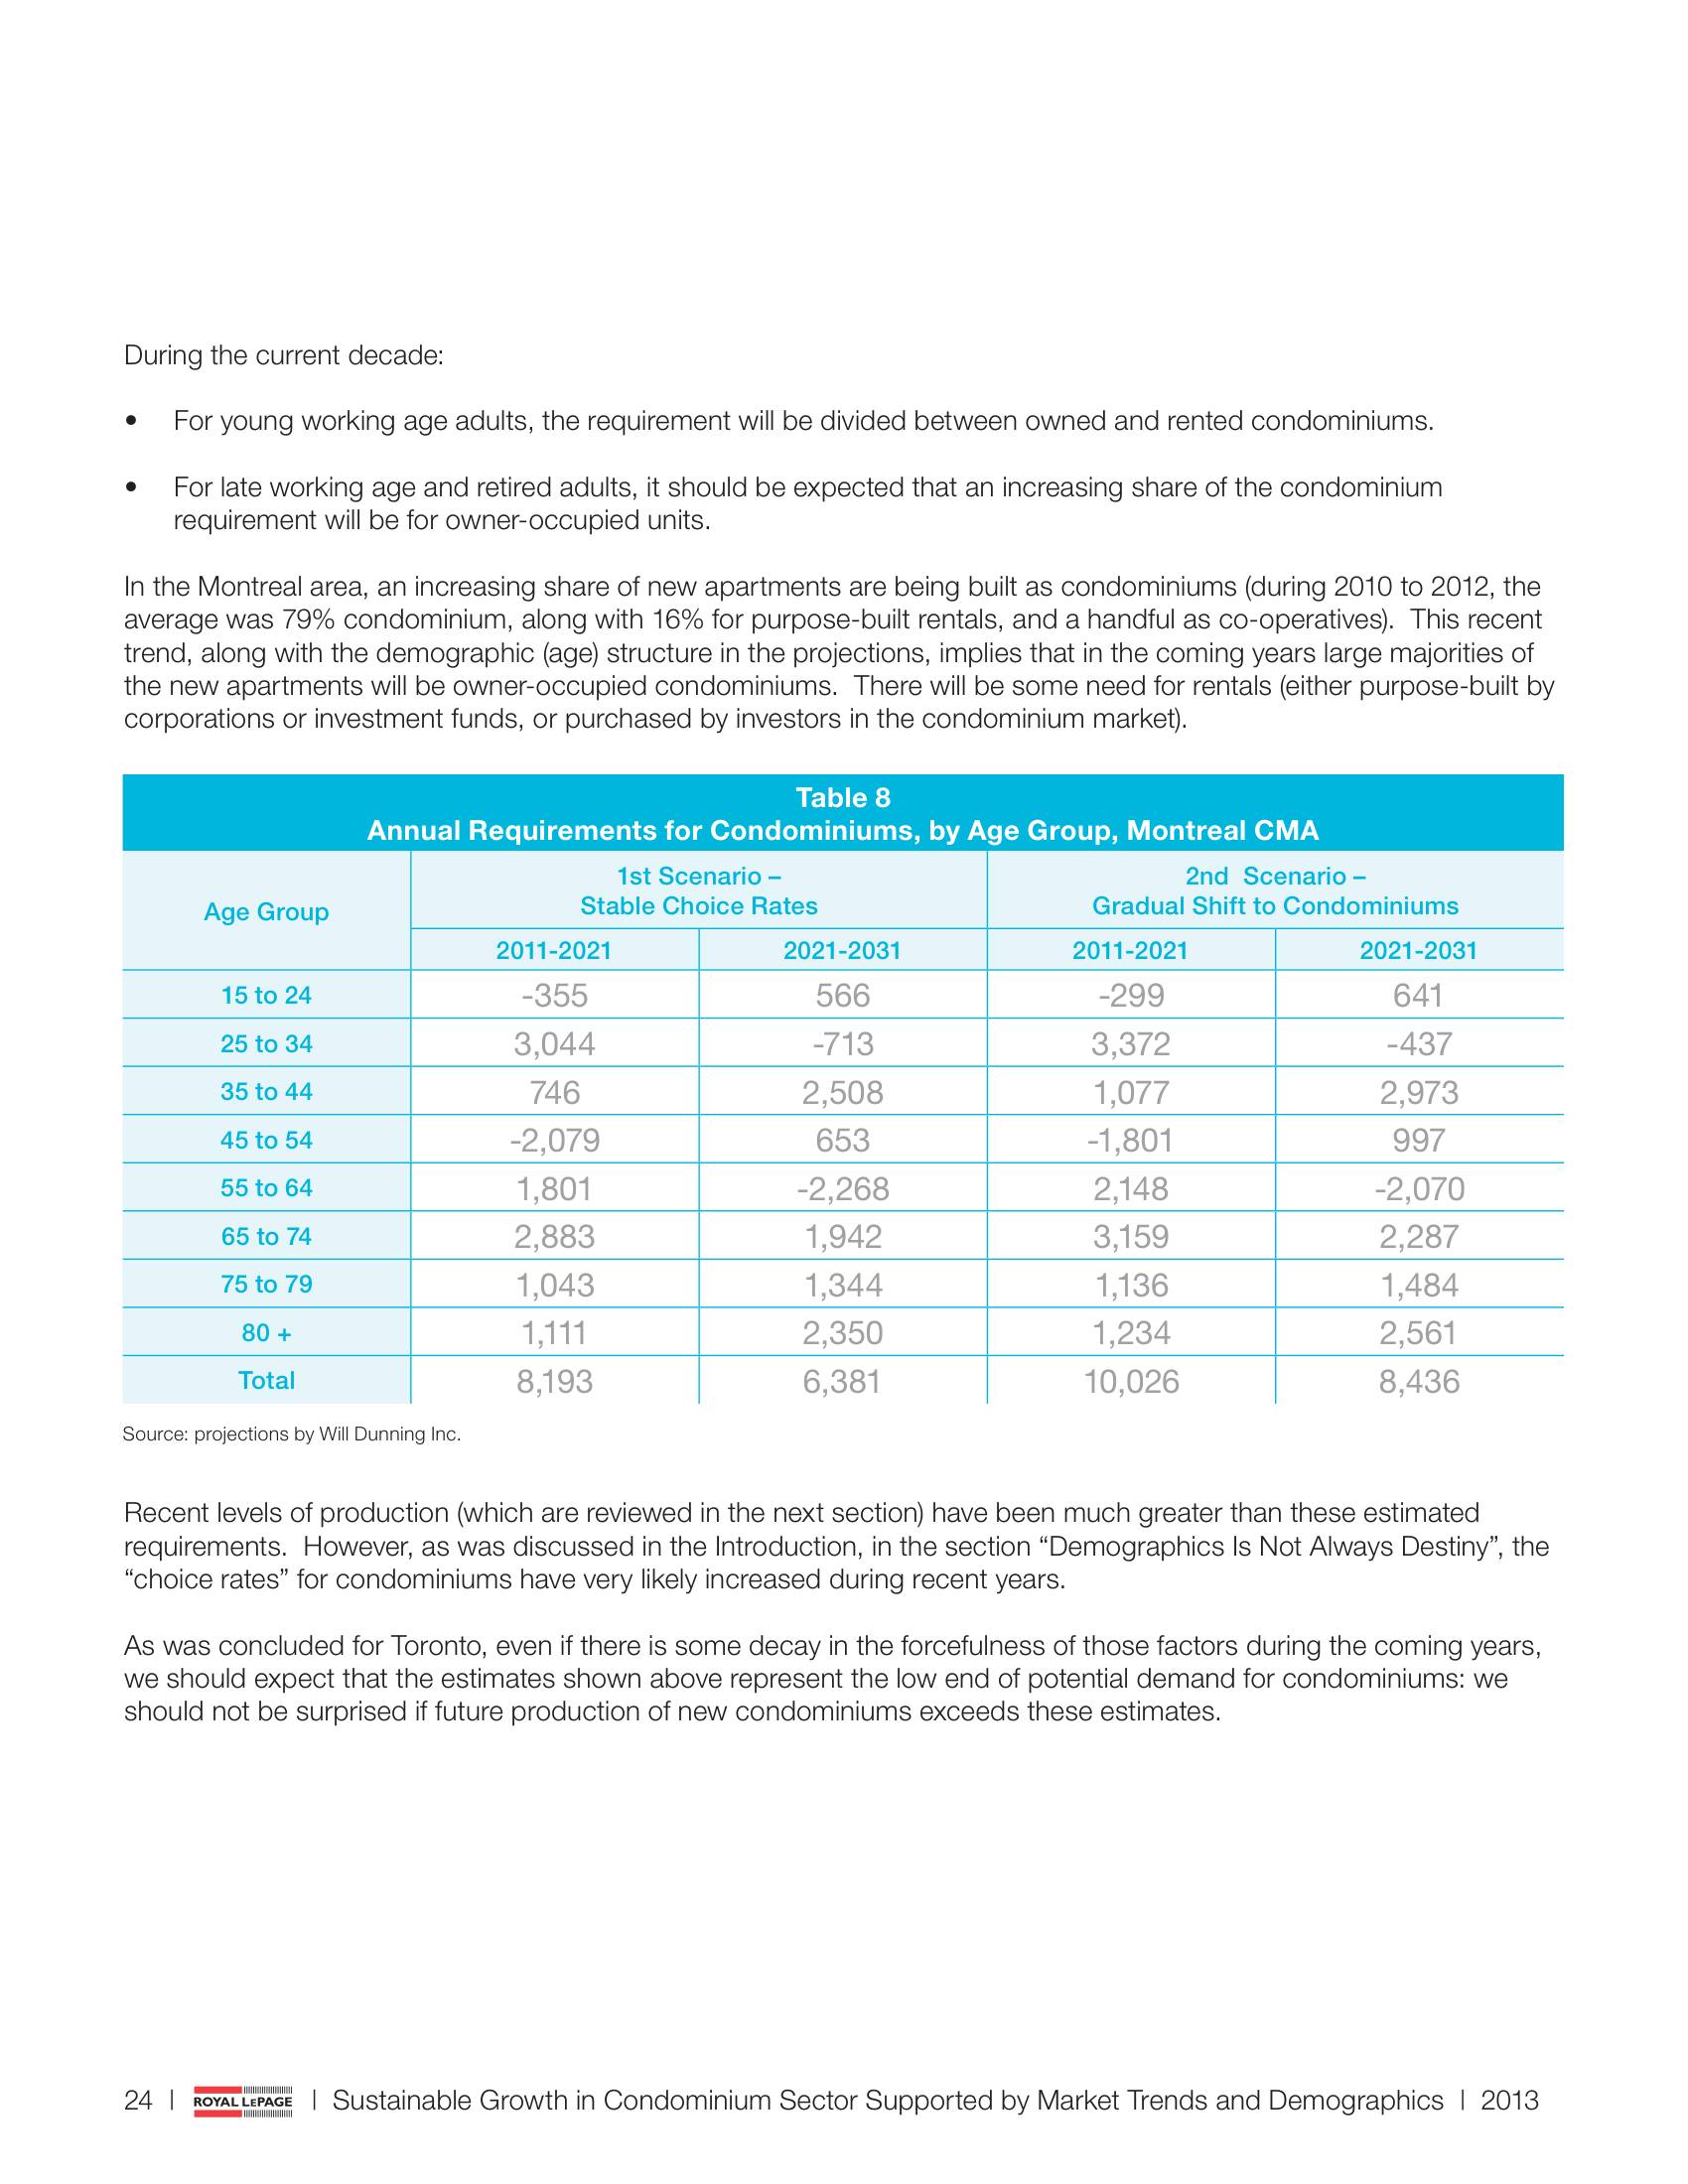 During the current decade:
• For young working age adults, the requirement will be divided between owned and rented condominiums.
• For late working age and retired adults, it should be expected that an increasing share of the condominium
requirement will be for owner-occupied units.
In the Montreal area, an increasing share of new apartments are being built as condominiums (during 2010 to 2012, the
average was 79% condominium, along with 16% for purpose-built rentals, and a handful as co-operatives). This recent
trend, along with the demographic (age) structure in the projections, implies that in the coming years large majorities of
the new apartments will be owner-occupied condominiums. There will be some need for rentals (either purpose-built by
corporations or investment funds, or purchased by investors in the condominium market).
Table 8
Annual Requirements for Condominiums, by Age Group, Montreal CMA
Age Group
1st Scenario –
Stable Choice Rates
2nd Scenario –
Gradual Shift to Condominiums
2011-2021 2021-2031 2011-2021 2021-2031
15 to 24 -355 566 -299 641
25 to 34 3,044 -713 3,372 -437
35 to 44 746 2,508 1,077 2,973
45 to 54 -2,079 653 -1,801 997
55 to 64 1,801 -2,268 2,148 -2,070
65 to 74 2,883 1,942 3,159 2,287
75 to 79 1,043 1,344 1,136 1,484
80 + 1,111 2,350 1,234 2,561
Total 8,193 6,381 10,026 8,436
Source: projections by Will Dunning Inc.
Recent levels of production (which are reviewed in the next section) have been much greater than these estimated
requirements. However, as was discussed in the Introduction, in the section “Demographics Is Not Always Destiny”, the
“choice rates” for condominiums have very likely increased during recent years.
As was concluded for Toronto, even if there is some decay in the forcefulness of those factors during the coming years,
we should expect that the estimates shown above represent the low end of potential demand for condominiums: we
should not be surprised if future production of new condominiums exceeds these estimates.
24 | ROYAL LEPAGE | Sustainable Growth in Condominium Sector Supported by Market Trends and Demographics | 2013